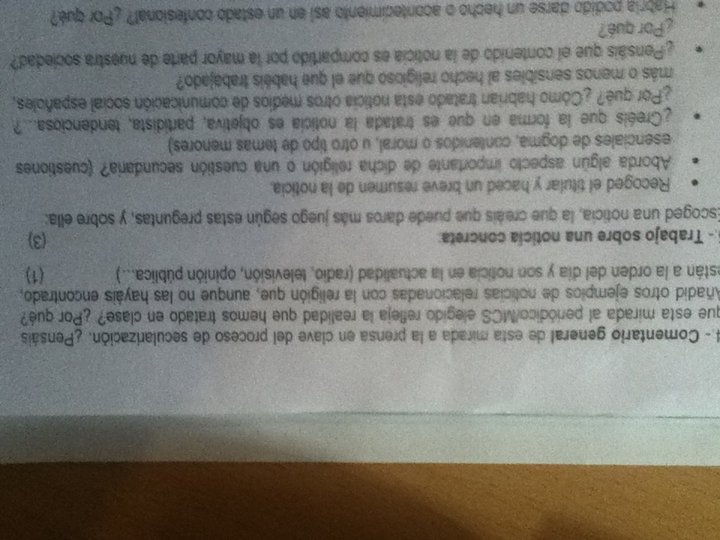 4.- Comentario general de esta mirada a la prensa en clave del proceso de secularización. ¿Pensáis
que esta mirada al periódico/MCS elegido refleja la realidad que hemos tratado en clase? ¿Por qué?
Añadid otros ejemplos de noticias relacionadas con la religión que, aunque no las hayáis encontrado,
están a la orden del día y son noticia en la actualidad (radio, televisión, opinión pública...) (1)
.- Trabajo sobre una noticia concreta: (3)
Escoged una noticia, la que creáis que puede daros más juego según estas preguntas, y sobre ella:
• Recoged el titular y haced un breve resumen de la noticia.
• Aborda algún aspecto importante de dicha religión o una cuestión secundaria? (cuestiones
esenciales de dogma, contenidos o moral, u otro tipo de temas menores)
• ¿Creéis que la forma en que es tratada la noticia es objetiva, partidista, tendenciosa...?
¿Por qué? ¿Cómo habrían tratado esta noticia otros medios de comunicación social españoles,
más o menos sensibles al hecho religioso que el que habéis trabajado?
• ¿Pensáis que el contenido de la noticia es compartido por la mayor parte de nuestra sociedad?
¿Por qué?
• Habría podido darse un hecho o acontecimiento así en un estado confesional? ¿Por qué?